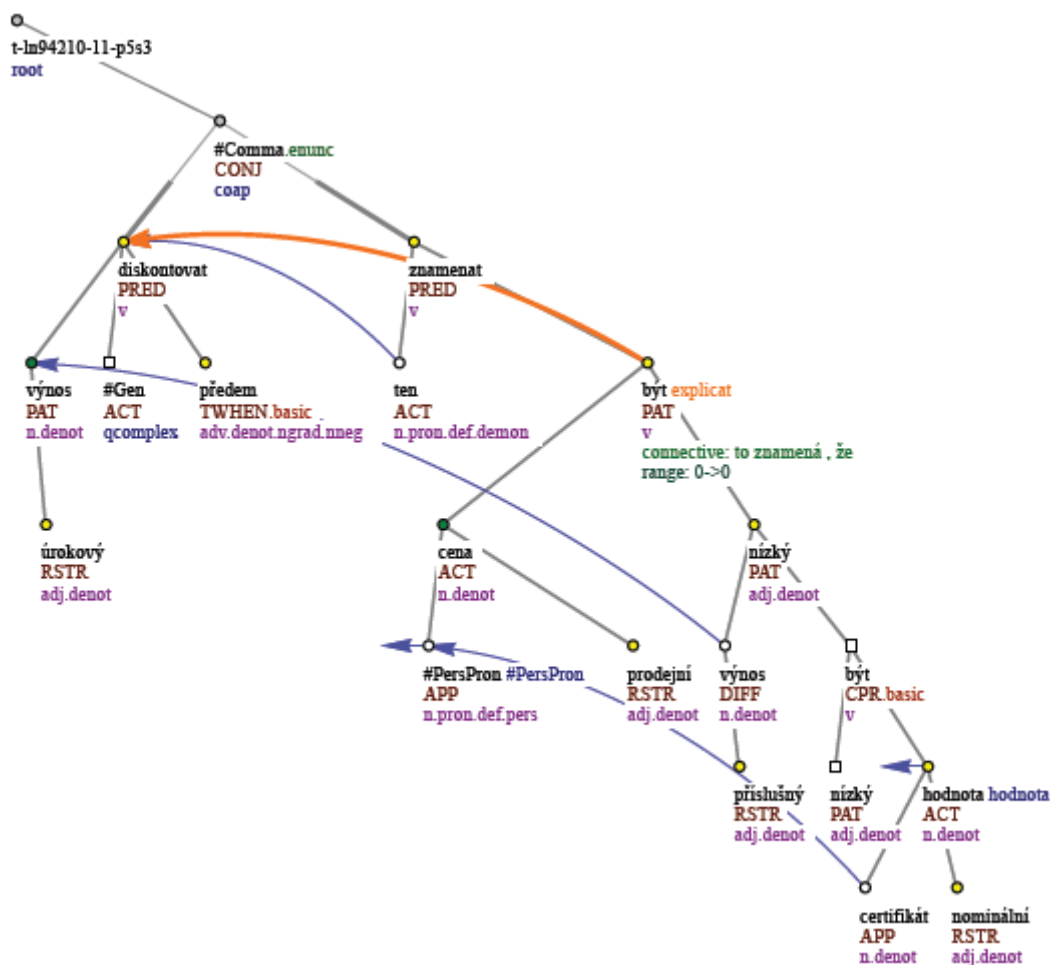 t-ln94210-11-p5s3
root
#Comma.enunc
CONJ
coap
diskontovat
PRED
v
znamenat
PRED
v
výnos
PAT
n.denot
#Gen
ACT
qcomplex
předem
TWHEN.basic
adv.denot.ngrad.nneg
ten
ACT
n.pron.def.demon
být explicat
PAT
v
connective: to znamená , že
range: 0->0
úrokový
RSTR
adj.denot
cena
ACT
n.denot
nízký
PAT
adj.denot
#PersPron #PersPron
APP
n.pron.def.pers
prodejní
RSTR
adj.denot
výnos
DIFF
n.denot
být
CPR.basic
v
příslušný
RSTR
adj.denot
nízký
PAT
adj.denot
hodnota hodnota
ACT
n.denot
certifikát
APP
n.denot
nominální
RSTR
adj.denot